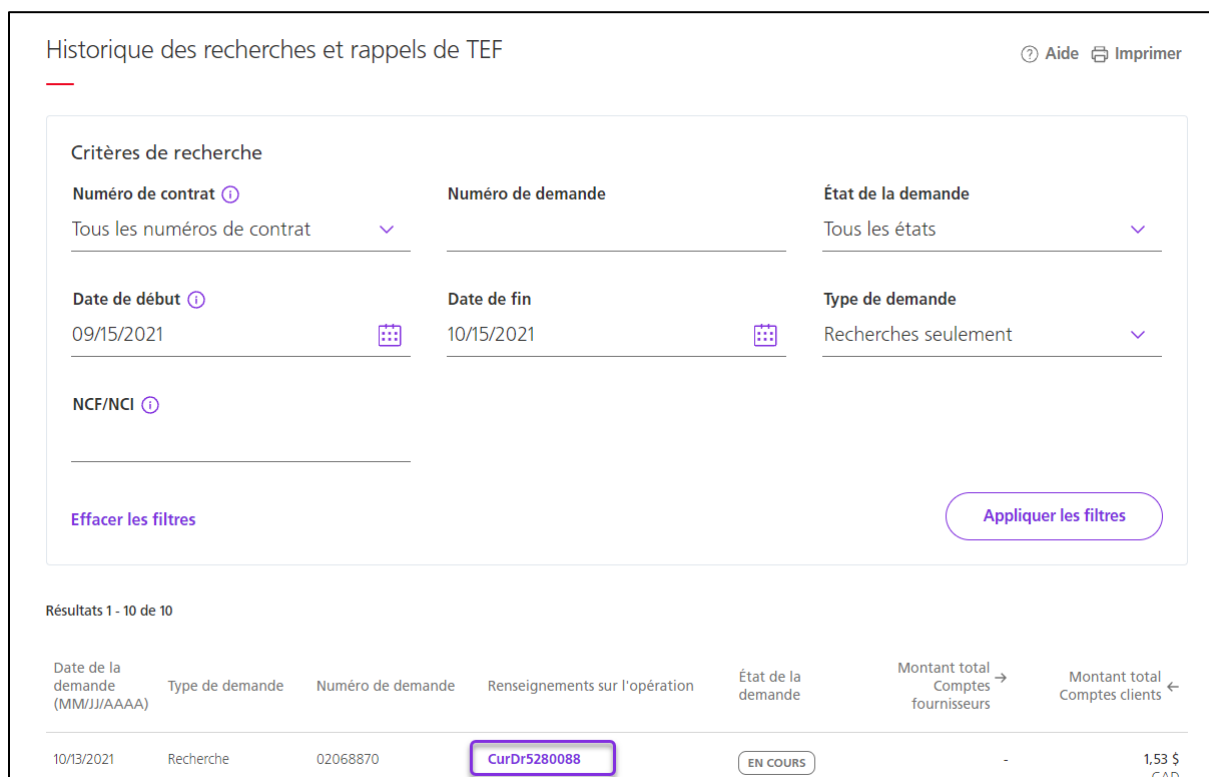 Historique des recherches et rappels de TEF
Aide Imprimer
Critères de recherche
Numéro de contrat Numéro de demande État de la demande
Tous les numéros de contrat Tous les états
Date de début Date de fin Type de demande
09/15/2021 10/15/2021 Recherches seulement
NCF/NCI
Effacer les filtres Appliquer les filtres
Résultats 1 - 10 de 10
Date de la
demande
(MM/JJ/AAAA)
Type de demande
Numéro de demande
Renseignements sur l'opération
État de la
demande
Montant total →
Comptes
fournisseurs
Montant total ←
Comptes clients
10/13/2021 Recherche 02068870 CurDr5280088 EN COURS - 1,53 $
CAD